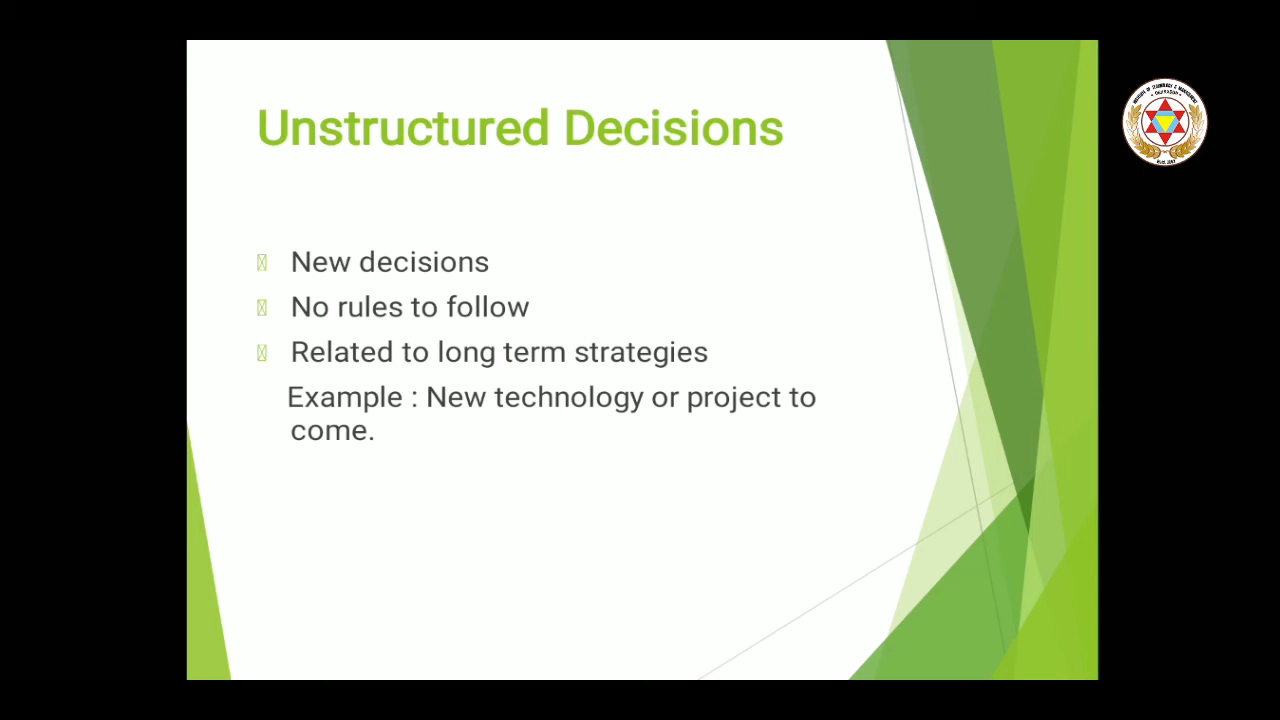 Unstructured Decisions
New decisions
No rules to follow
Related to long term strategies
Example : New technology or project to
come.